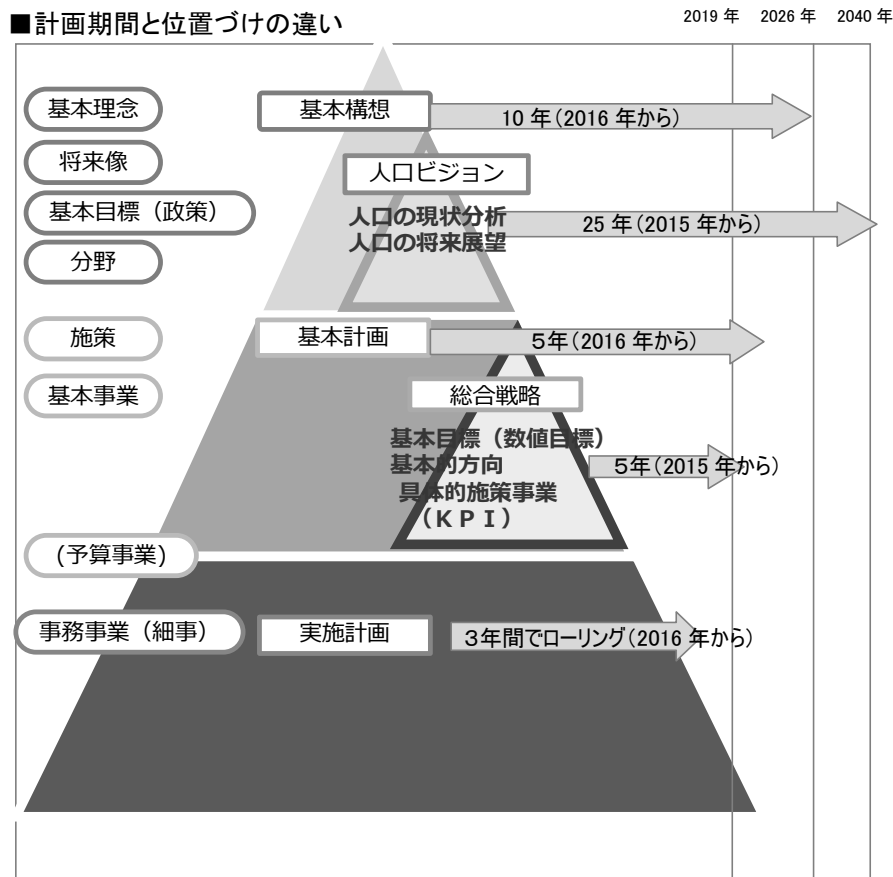 ■計画期間と位置づけの違い
2019 年 2026 年 2040 年
基本理念
基本構想
10 年(2016 年から)
将来像
人口ビジョン
基本目標（政策）
人口の現状分析
人口の将来展望
25 年(2015 年から)
分野
施策
基本計画
５年(2016 年から)
基本事業
総合戦略
基本目標（数値目標）
基本的方向
具体的施策事業
（ＫＰＩ）
５年(2015 年から)
(予算事業)
事務事業（細事）
実施計画
３年間でローリング(2016 年から)